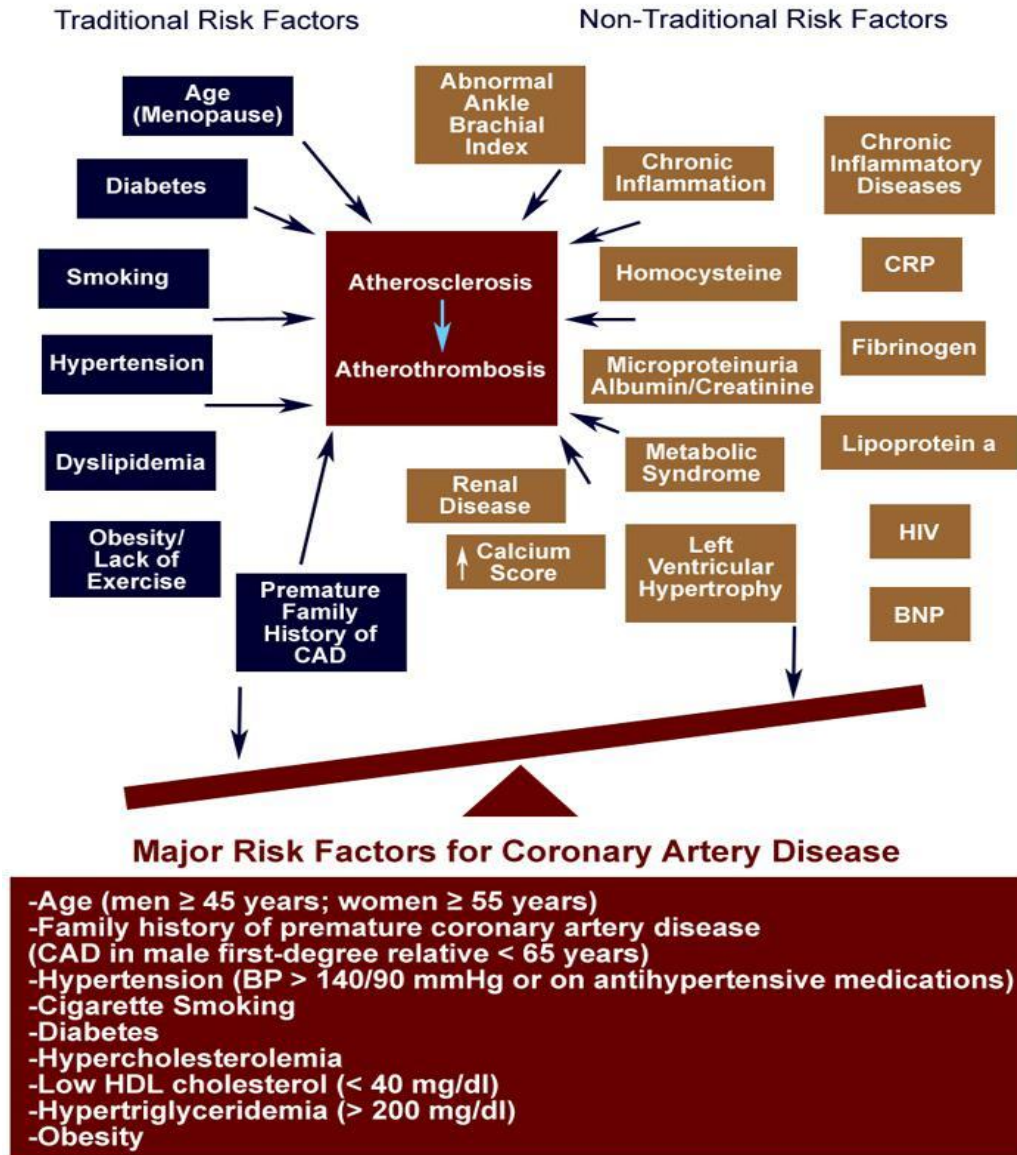 Traditional Risk Factors
Non-Traditional Risk Factors
Age
(Menopause)
Diabetes
Smoking
Hypertension
Dyslipidemia
Obesity/
Lack of
Exercise
Premature
Family
History of
CAD
Atherosclerosis
Atherothrombosis
Abnormal
Ankle
Brachial
Index
Chronic
Inflammation
Homocysteine
Microproteinuria
Albumin/Creatinine
Metabolic
Syndrome
Renal
Disease
↑ Calcium
Score
Left
Ventricular
Hypertrophy
Chronic
Inflammatory
Diseases
CRP
Fibrinogen
Lipoprotein a
HIV
BNP
Major Risk Factors for Coronary Artery Disease
-Age (men ≥ 45 years; women ≥ 55 years)
-Family history of premature coronary artery disease
(CAD in male first-degree relative < 65 years)
-Hypertension (BP > 140/90 mmHg or on antihypertensive medications)
-Cigarette Smoking
-Diabetes
-Hypercholesterolemia
-Low HDL cholesterol (< 40 mg/dl)
-Hypertriglyceridemia (> 200 mg/dl)
-Obesity